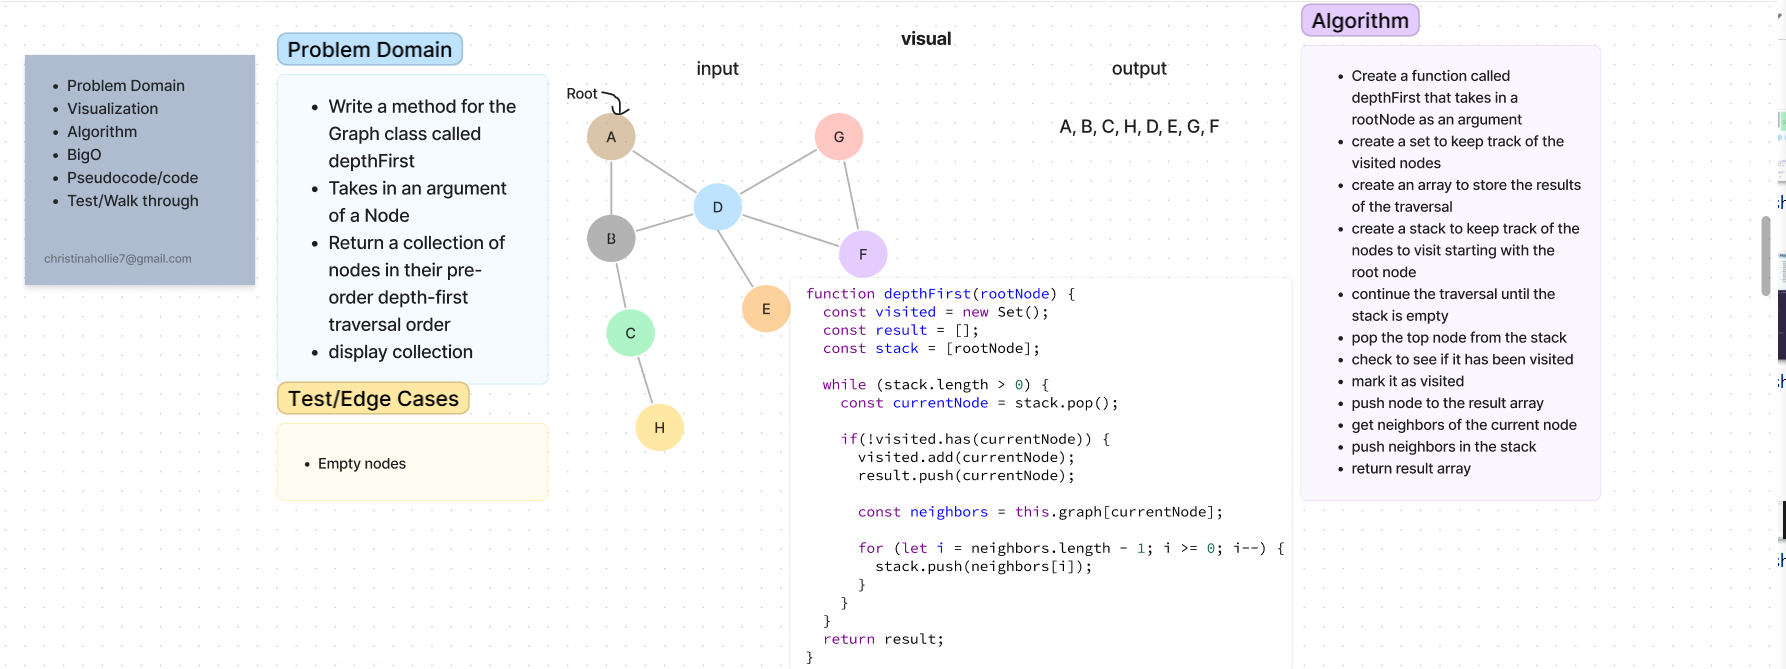 Problem Domain
Visualization
Algorithm
BigO
Pseudocode/code
Test/Walk through
christinahollie7@gmail.com
Problem Domain
Write a method for the
Graph class called
depthFirst
Takes in an argument
of a Node
Return a collection of
nodes in their pre-
order depth-first
traversal order
display collection
Test/Edge Cases
Empty nodes
visual
input
output
Root
A
G
D
B
F
E
C
H
A, B, C, H, D, E, G, F
function depthFirst(rootNode) {
const visited = new Set();
const result = [];
const stack = [rootNode];
while (stack.length > 0) {
const currentNode = stack.pop();
if(!visited.has(currentNode)) {
visited.add(currentNode);
result.push(currentNode);
const neighbors = this.graph[currentNode];
for (let i = neighbors.length - 1; i >= 0; i--) {
stack.push(neighbors[i]);
}
}
}
return result;
}
Algorithm
Create a function called
depthFirst that takes in a
rootNode as an argument
create a set to keep track of the
visited nodes
create an array to store the results
of the traversal
create a stack to keep track of the
nodes to visit starting with the
root node
continue the traversal until the
stack is empty
pop the top node from the stack
check to see if it has been visited
mark it as visited
push node to the result array
get neighbors of the current node
push neighbors in the stack
return result array